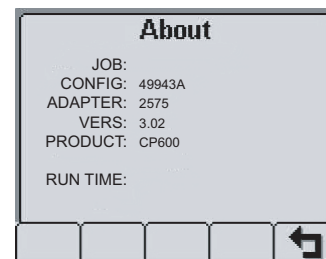 About
JOB:
CONFIG: 49943A
ADAPTER: 2575
VERS: 3.02
PRODUCT: CP600
RUN TIME: